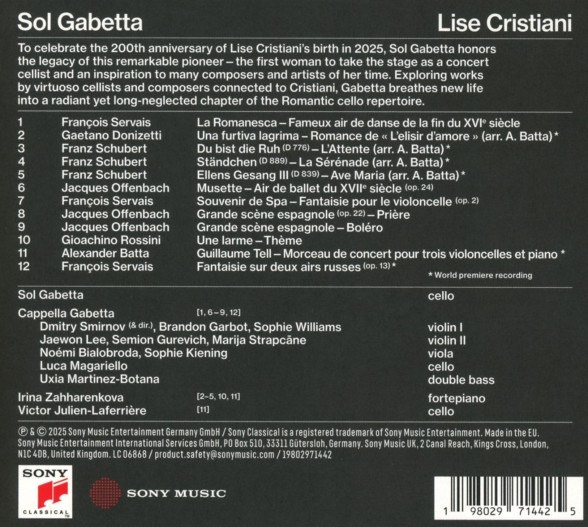 Sol Gabetta Lise Cristiani
To celebrate the 200th anniversary of Lise Cristiani's birth in 2025, Sol Gabetta honors
the legacy of this remarkable pioneer – the first woman to take the stage as a concert
cellist and an inspiration to many composers and artists of her time. Exploring works
by virtuoso cellists and composers connected to Cristiani, Gabetta breathes new life
into a radiant yet long-neglected chapter of the Romantic cello repertoire.
1 François Servais La Romanesca – Fameux air de danse de la fin du XVIᵉ siècle
2 Gaetano Donizetti Una furtiva lagrima – Romance de « L'elisir d'amore » (arr. A. Batta) *
3 Franz Schubert Du bist die Ruh (D 776) – L'Attente (arr. A. Batta) *
4 Franz Schubert Ständchen (D 889) – La Sérénade (arr. A. Batta) *
5 Franz Schubert Ellens Gesang III (D 839) – Ave Maria (arr. A. Batta) *
6 Jacques Offenbach Musette – Air de ballet du XVIIᵉ siècle (op. 24)
7 François Servais Souvenir de Spa – Fantaisie pour le violoncelle (op. 2)
8 Jacques Offenbach Grande scène espagnole (op. 22) – Prière
9 Jacques Offenbach Grande scène espagnole – Boléro
10 Gioachino Rossini Une larme – Thème
11 Alexander Batta Guillaume Tell – Morceau de concert pour trois violoncelles et piano *
12 François Servais Fantaisie sur deux airs russes (op. 13) *
* World premiere recording
Sol Gabetta cello
Cappella Gabetta [1, 6–9, 12]
Dmitry Smirnov (& dir.), Brandon Garbot, Sophie Williams violin I
Jaewon Lee, Semion Gurevich, Marija Strapcāne violin II
Noémi Bialobroda, Sophie Kiening viola
Luca Magariello cello
Uxia Martinez-Botana double bass
Irina Zahharenkova [2–5, 10, 11] fortepiano
Victor Julien-Laferrière [11] cello
℗ & © 2025 Sony Music Entertainment Germany GmbH / Sony Classical is a registered trademark of Sony Music Entertainment. Made in the EU.
Sony Music Entertainment International Services GmbH, PO Box 510, 33311 Gütersloh, Germany. Sony Music UK, 2 Canal Reach, Kings Cross, London,
N1C 4DB, United Kingdom. LC 06868 / product.safety@sonymusic.com / 19802971442
SONY
CLASSICAL
SONY MUSIC
1 98029 71442 5